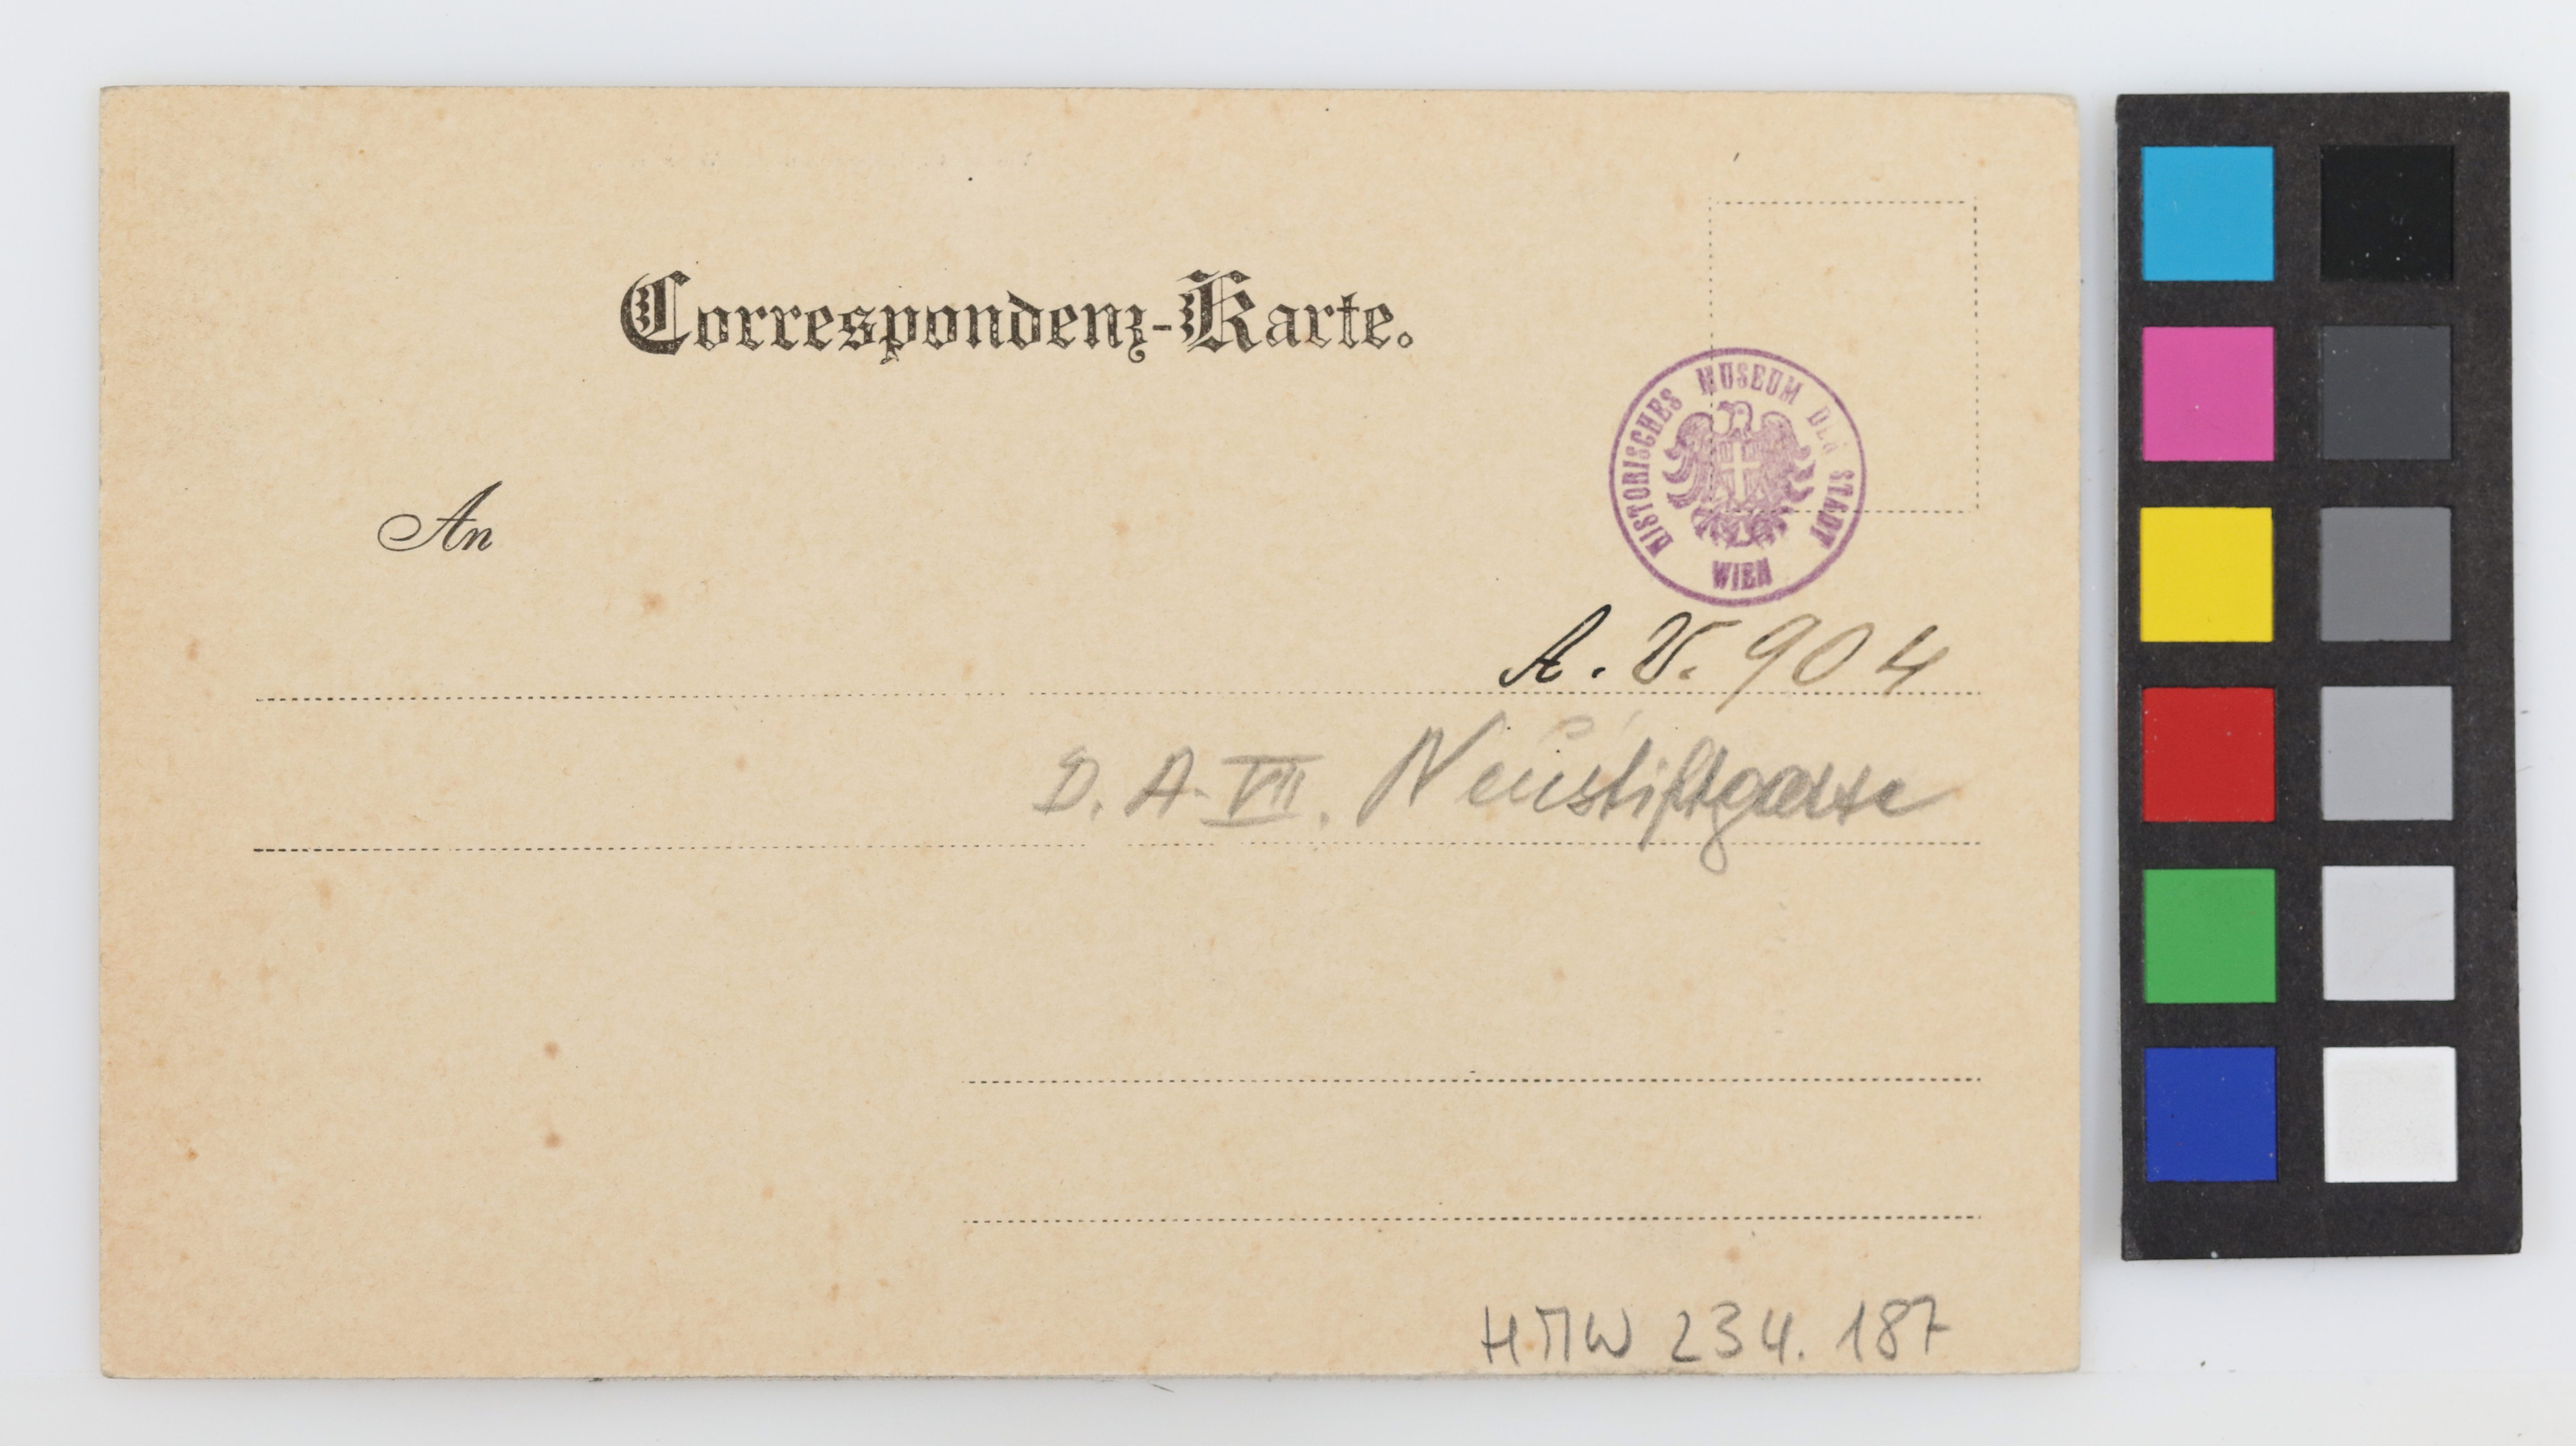 Correspondenz-Karte.
HISTORISCHES MUSEUM DER STADT WIEN
An
A. V. 904
D. A. VII. Neustiftgasse
HMW 234. 187